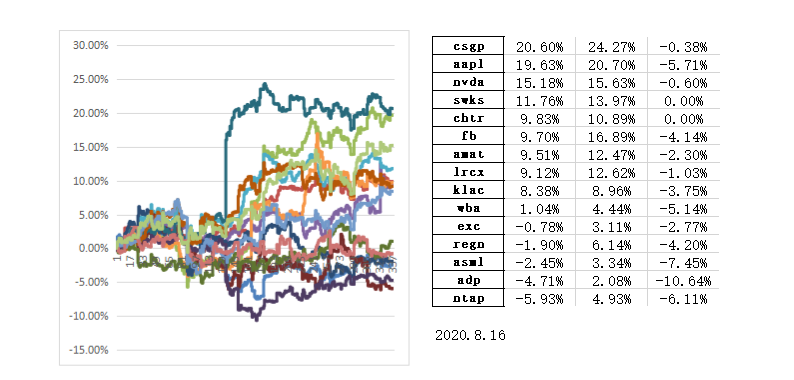 30.00%
25.00%
20.00%
15.00%
10.00%
5.00%
0.00%
-5.00%
-10.00%
-15.00%
1
17
csgp 20.60% 24.27% -0.38%
aapl 19.63% 20.70% -5.71%
nvda 15.18% 15.63% -0.60%
swks 11.76% 13.97% 0.00%
chtr 9.83% 10.89% 0.00%
fb 9.70% 16.89% -4.14%
amat 9.51% 12.47% -2.30%
lrcx 9.12% 12.62% -1.03%
klac 8.38% 8.96% -3.75%
wba 1.04% 4.44% -5.14%
exc -0.78% 3.11% -2.77%
regn -1.90% 6.14% -4.20%
asml -2.45% 3.34% -7.45%
adp -4.71% 2.08% -10.64%
ntap -5.93% 4.93% -6.11%
2020.8.16